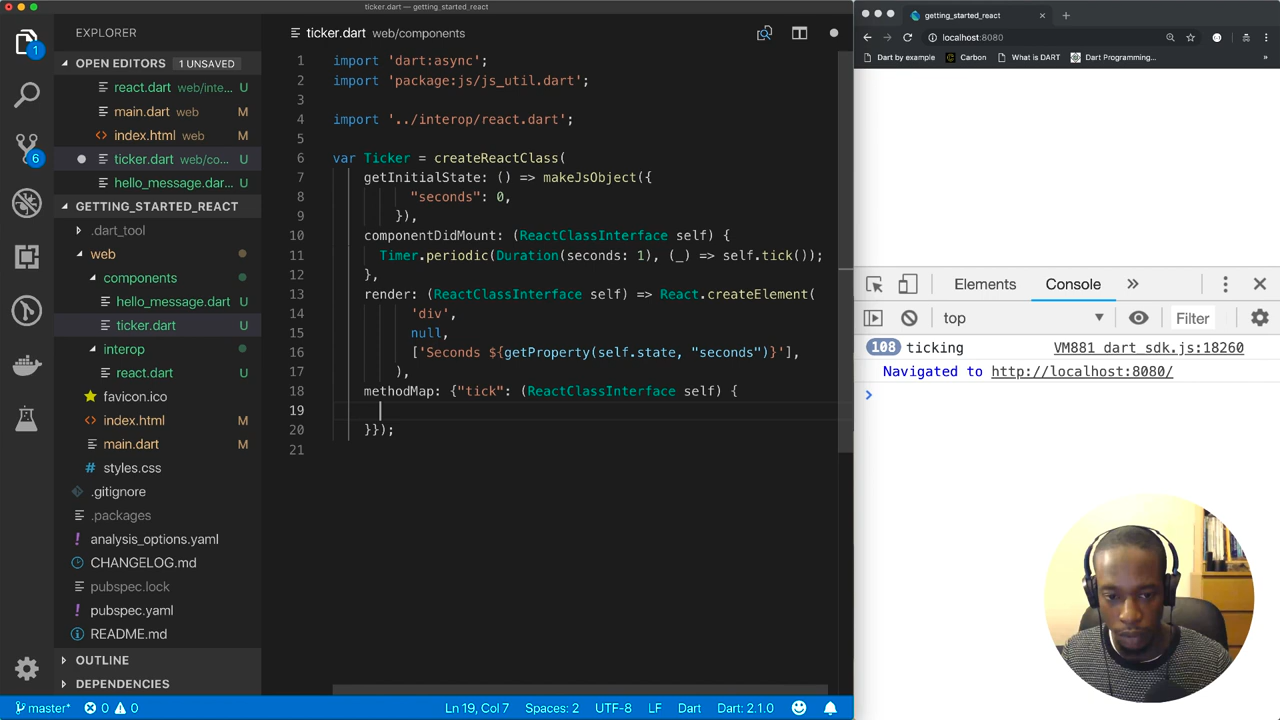 ticker.dart — getting_started_react
EXPLORER
OPEN EDITORS 1 UNSAVED
react.dart web/inte... U
main.dart web M
index.html web M
ticker.dart web/co... U
hello_message.dar... U
GETTING_STARTED_REACT
.dart_tool
web
components
hello_message.dart U
ticker.dart U
interop
react.dart U
favicon.ico
index.html M
main.dart M
styles.css
.gitignore
.packages
analysis_options.yaml
CHANGELOG.md
pubspec.lock
pubspec.yaml
README.md
OUTLINE
DEPENDENCIES
1
6
ticker.dart web/components
1 import 'dart:async';
2 import 'package:js/js_util.dart';
3
4 import '../interop/react.dart';
5
6 var Ticker = createReactClass(
7 getInitialState: () => makeJsObject({
8 "seconds": 0,
9 }),
10 componentDidMount: (ReactClassInterface self) {
11 Timer.periodic(Duration(seconds: 1), (_) => self.tick());
12 },
13 render: (ReactClassInterface self) => React.createElement(
14 'div',
15 null,
16 ['Seconds ${getProperty(self.state, "seconds")}'],
17 ),
18 methodMap: {"tick": (ReactClassInterface self) {
19
20 }});
21
master* 0 0 Ln 19, Col 7 Spaces: 2 UTF-8 LF Dart Dart: 2.1.0
getting_started_react
localhost:8080
Dart by example Carbon What is DART Dart Programming... »
Elements Console »
top Filter
108 ticking VM881 dart_sdk.js:18260
Navigated to http://localhost:8080/